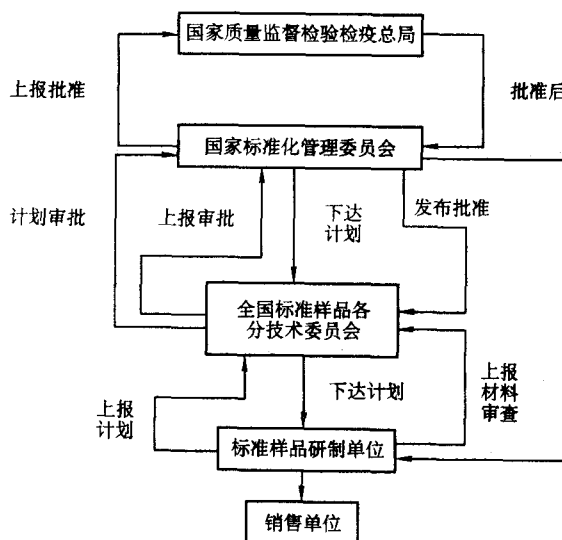 国家质量监督检验检疫总局
上报批准
批准后
国家标准化管理委员会
计划审批
上报审批
下达
计划
发布批准
全国标准样品各
分技术委员会
上报
计划
下达计划
上报
材料
审查
标准样品研制单位
销售单位